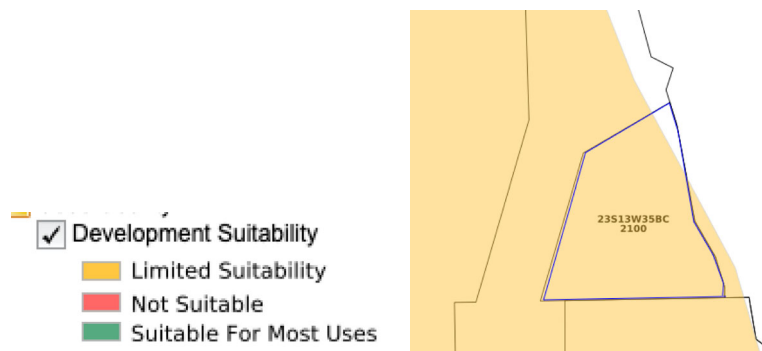 Development Suitability
Limited Suitability
Not Suitable
Suitable For Most Uses
23S13W35BC
2100